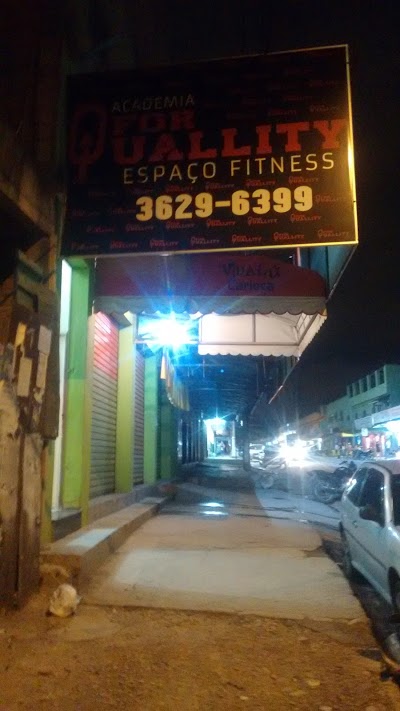 ACADEMIA
FOR
QUALLITY
ESPAÇO FITNESS
3629-6399
Carioca